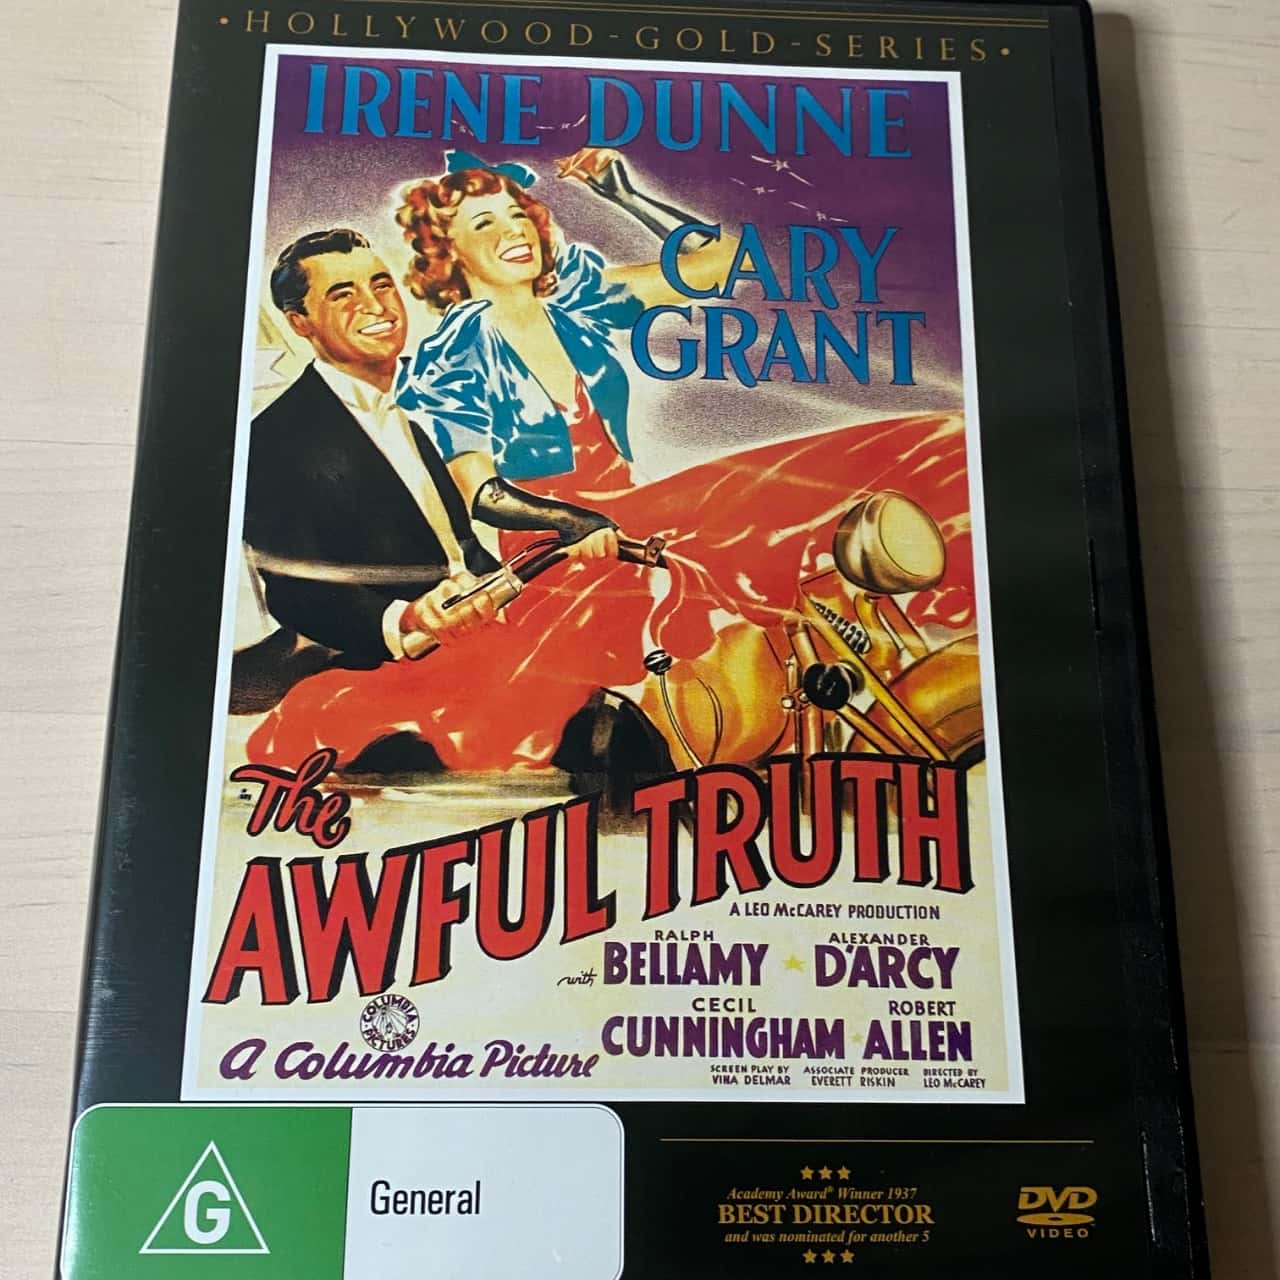 • HOLLYWOOD - GOLD - SERIES •
IRENE DUNNE
CARY
GRANT
The
AWFUL TRUTH
A LEO McCAREY PRODUCTION
with RALPH BELLAMY ★ ALEXANDER D'ARCY
CECIL CUNNINGHAM ★ ROBERT ALLEN
COLUMBIA PICTURES
A Columbia Picture
SCREEN PLAY BY VINA DELMAR
ASSOCIATE PRODUCER EVERETT RISKIN
DIRECTED BY LEO McCAREY
G
General
Academy Award® Winner 1937
BEST DIRECTOR
and was nominated for another 5
DVD
VIDEO